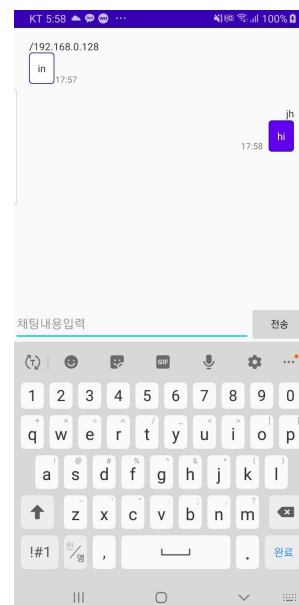 KT 5:58 ... 100%
/192.168.0.128
in
17:57
jh
hi
17:58
채팅내용입력
전송
GIF
1 2 3 4 5 6 7 8 9 0
q w e r t y u i o p
a s d f g h j k l
z x c v b n m
!#1 한/영 , . 완료